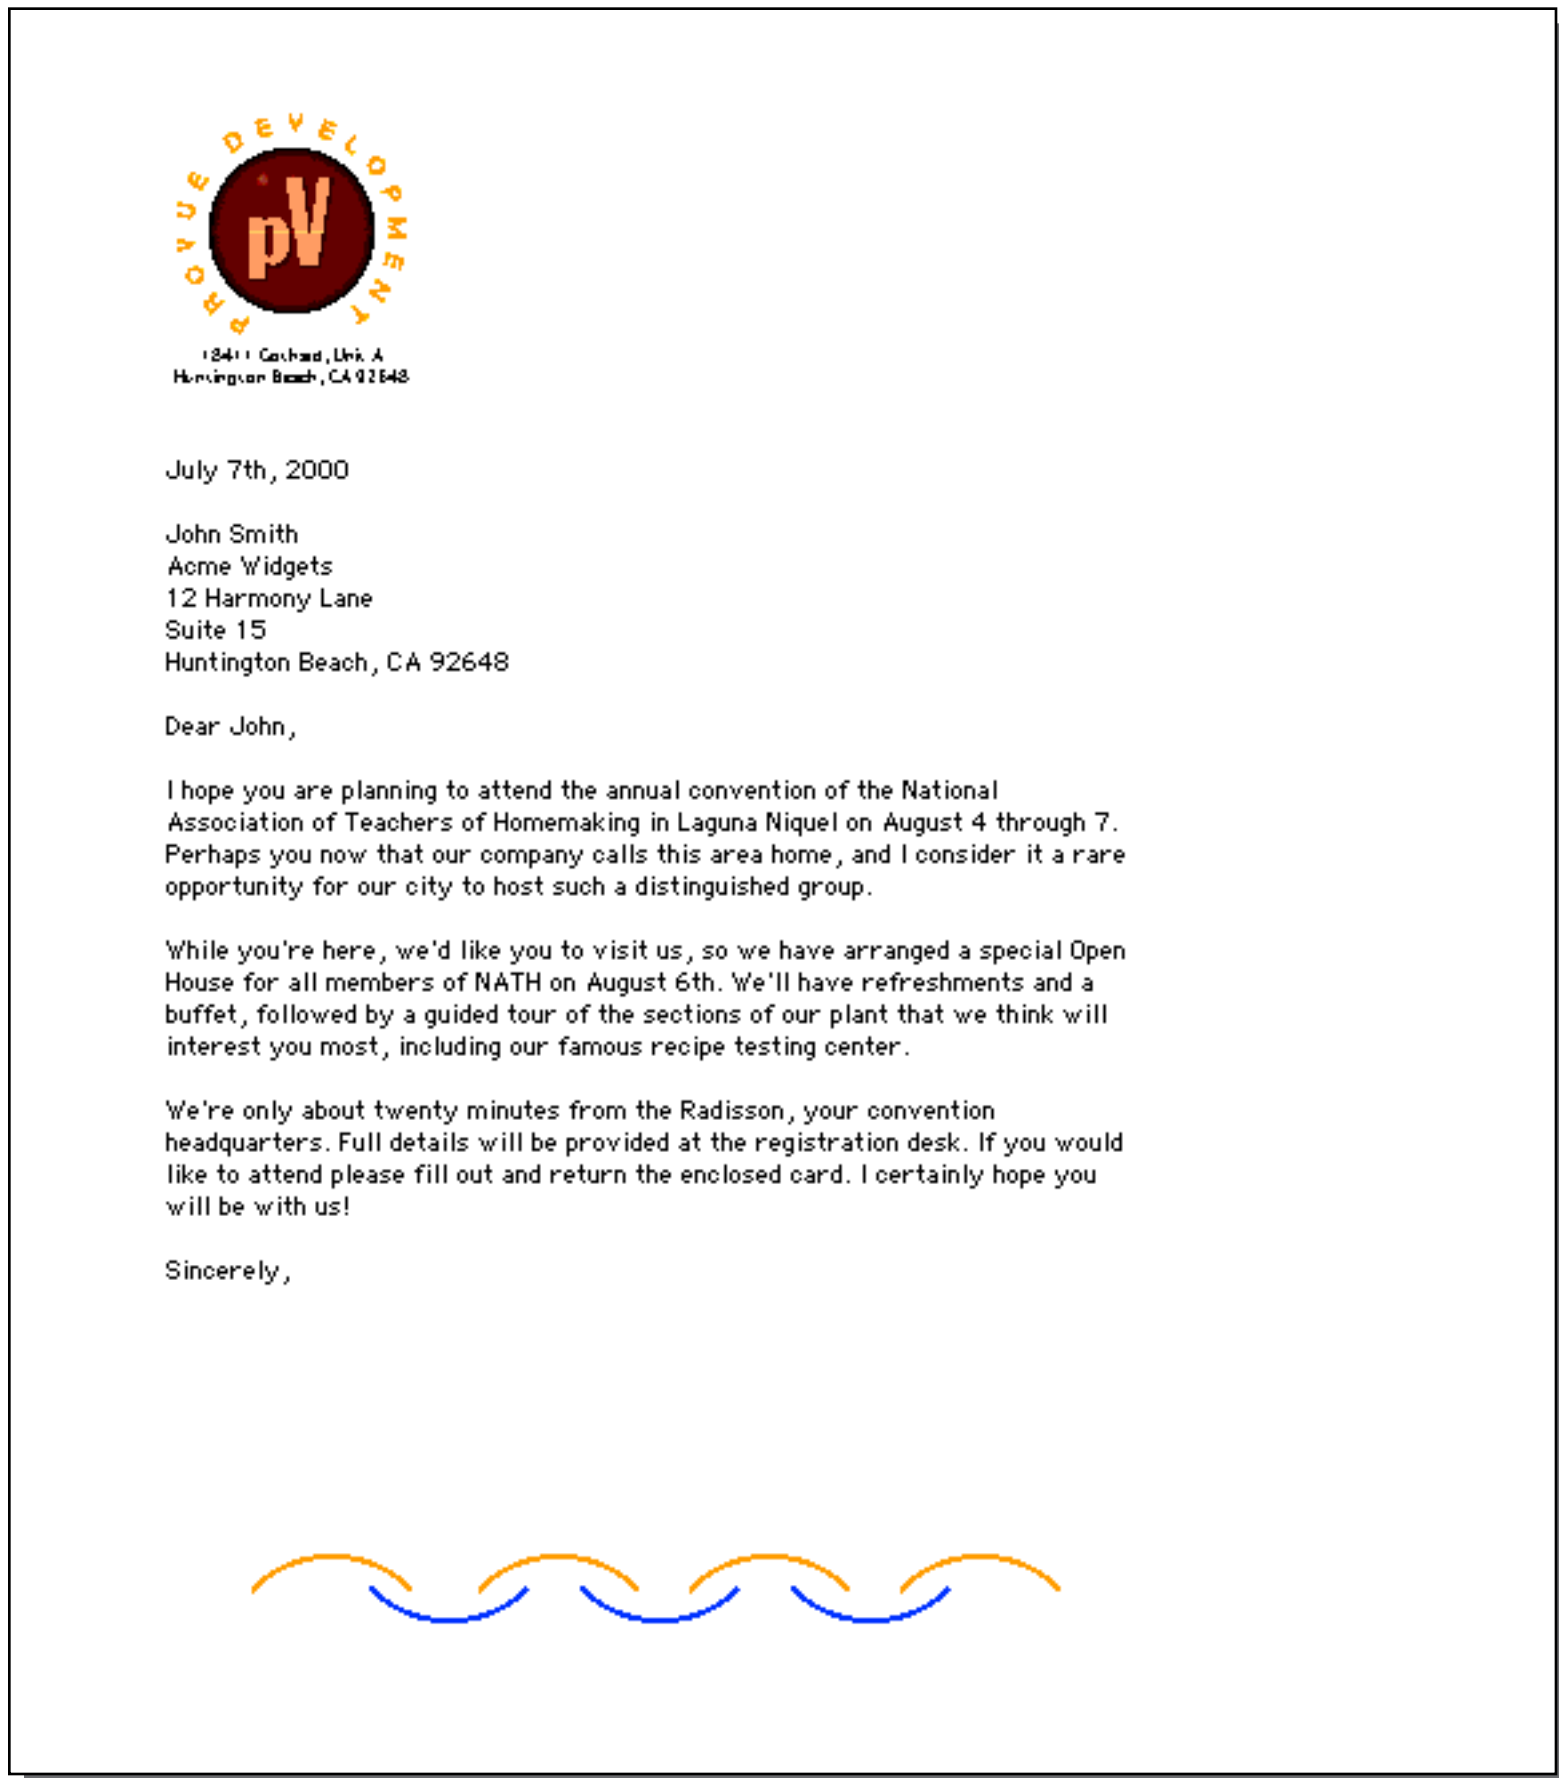 PROVUE DEVELOPMENT
pV
Huntington Beach, CA 92648
July 7th, 2000
John Smith
Acme Widgets
12 Harmony Lane
Suite 15
Huntington Beach, CA 92648
Dear John,
I hope you are planning to attend the annual convention of the National
Association of Teachers of Homemaking in Laguna Niquel on August 4 through 7.
Perhaps you now that our company calls this area home, and I consider it a rare
opportunity for our city to host such a distinguished group.
While you're here, we'd like you to visit us, so we have arranged a special Open
House for all members of NATH on August 6th. We'll have refreshments and a
buffet, followed by a guided tour of the sections of our plant that we think will
interest you most, including our famous recipe testing center.
We're only about twenty minutes from the Radisson, your convention
headquarters. Full details will be provided at the registration desk. If you would
like to attend please fill out and return the enclosed card. I certainly hope you
will be with us!
Sincerely,